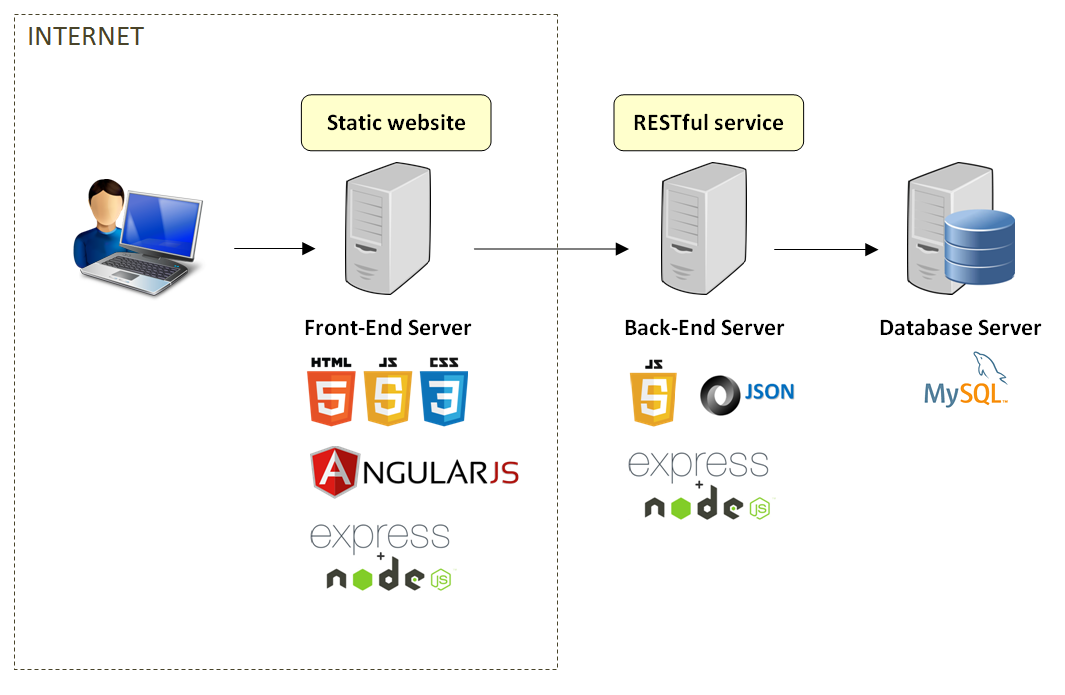 INTERNET
Static website
RESTful service
Front-End Server
Back-End Server
Database Server
HTML
5
JS
5
CSS
3
JS
5
JSON
MySQL™
ANGULARJS
express
+
node
JS
express
+
node
JS